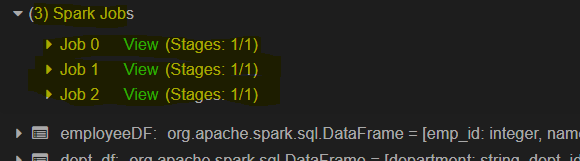 (3) Spark Jobs
Job 0 View (Stages: 1/1)
Job 1 View (Stages: 1/1)
Job 2 View (Stages: 1/1)
employeeDF: org.apache.spark.sql.DataFrame = [emp_id: integer, name
dept_df: org.apache.spark.sql.DataFrame = [department: string, dept_id